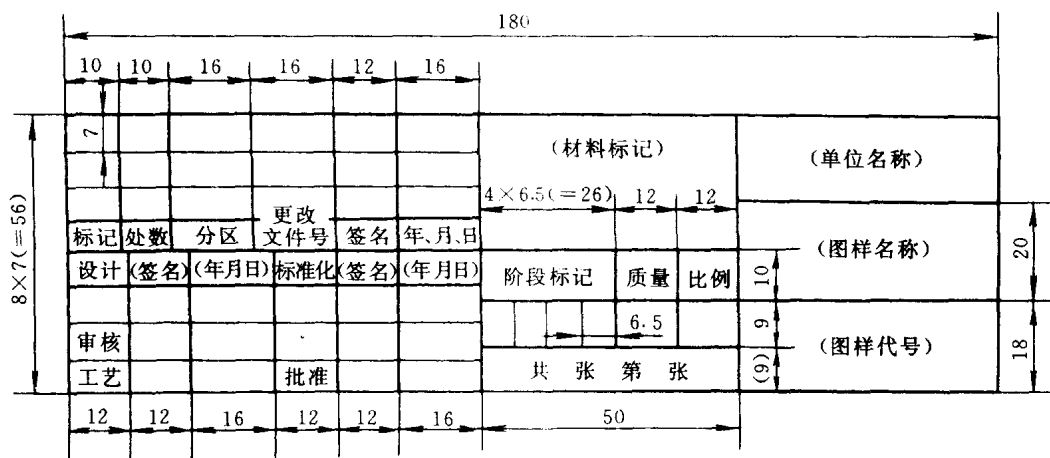 180
10 10 16 16 12 16
7
(材料标记)
(单位名称)
4×6.5(=26) 12 12
8×7(=56)
更改
标记 处数 分区 文件号 签名 年、月、日
(图样名称)
20
设计 (签名) (年月日) 标准化 (签名) (年月日)
阶段标记 质量 比例
10
6.5
9
审核
(图样代号)
18
工艺 批准
共 张 第 张
(9)
12 12 16 12 12 16 50